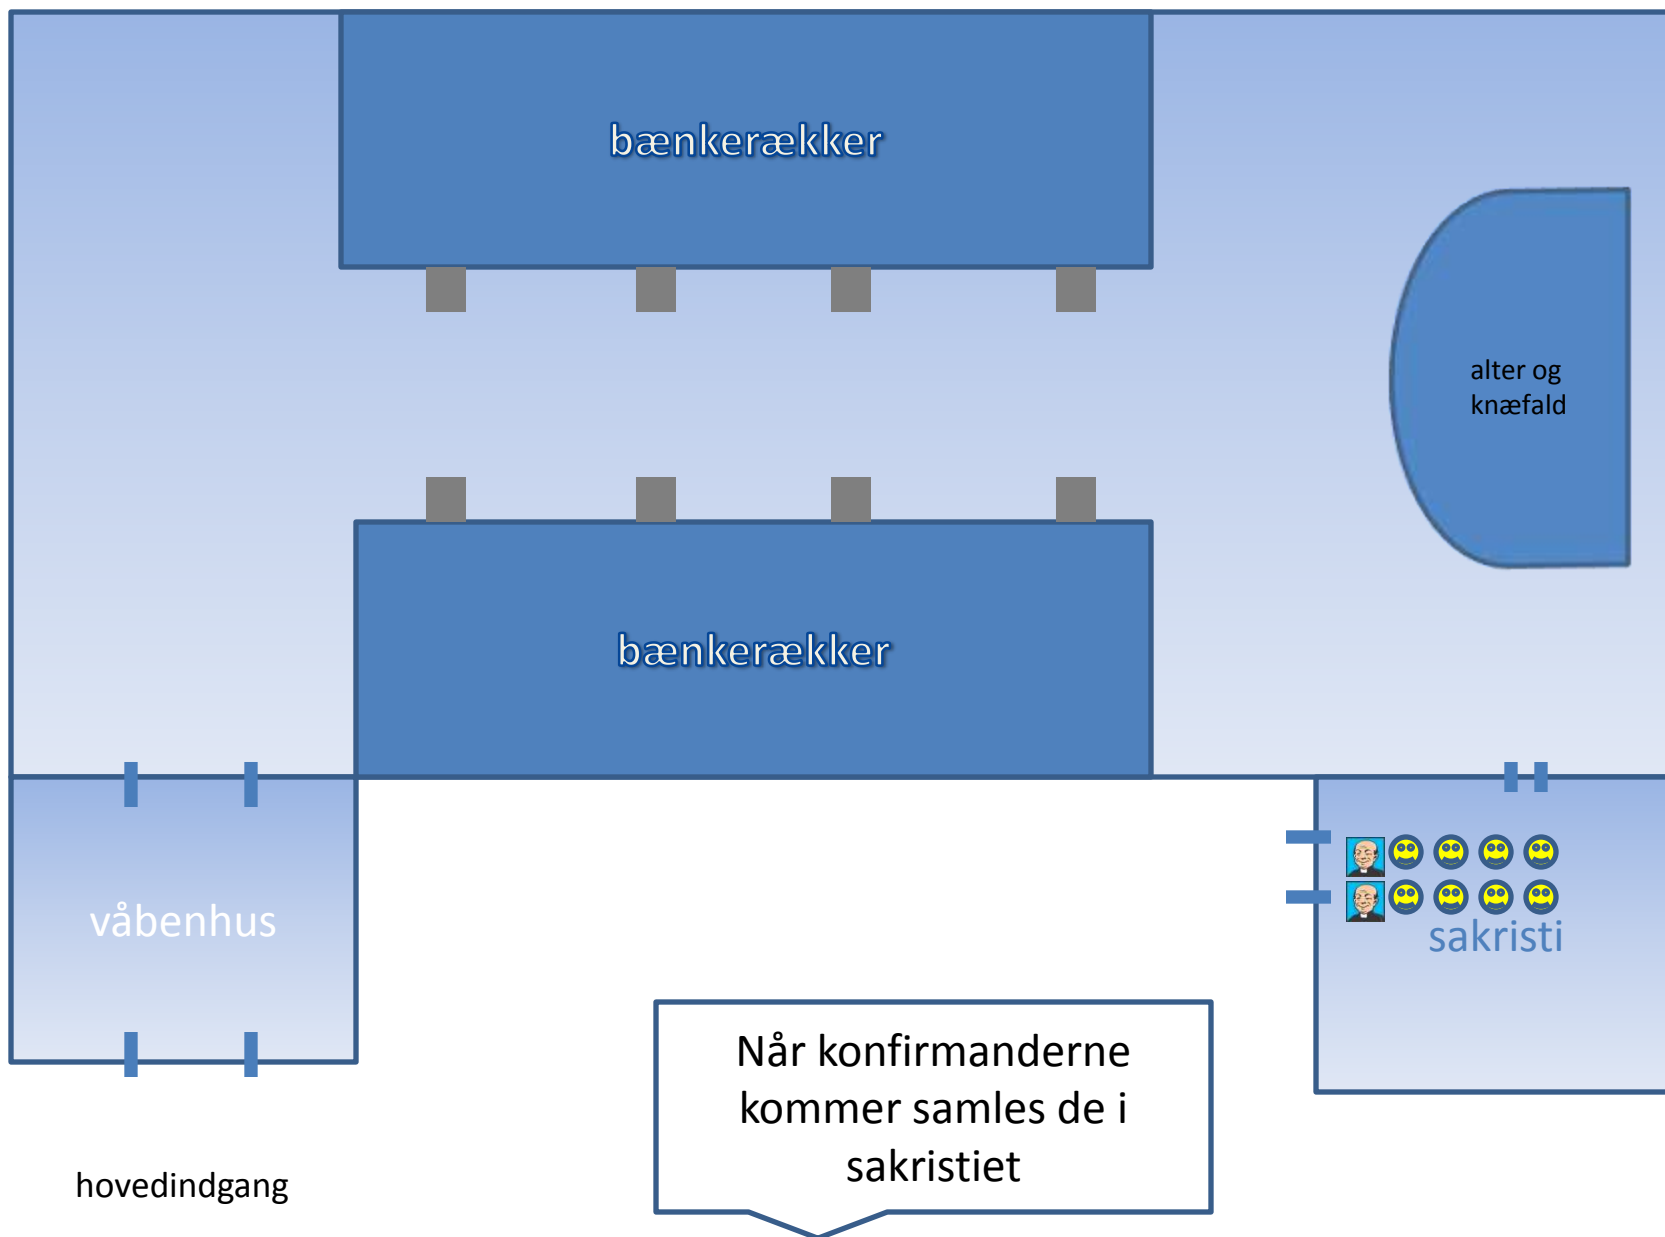 bænkerækker
alter og
knæfald
bænkerækker
våbenhus
sakristi
Når konfirmanderne
kommer samles de i
sakristiet
hovedindgang